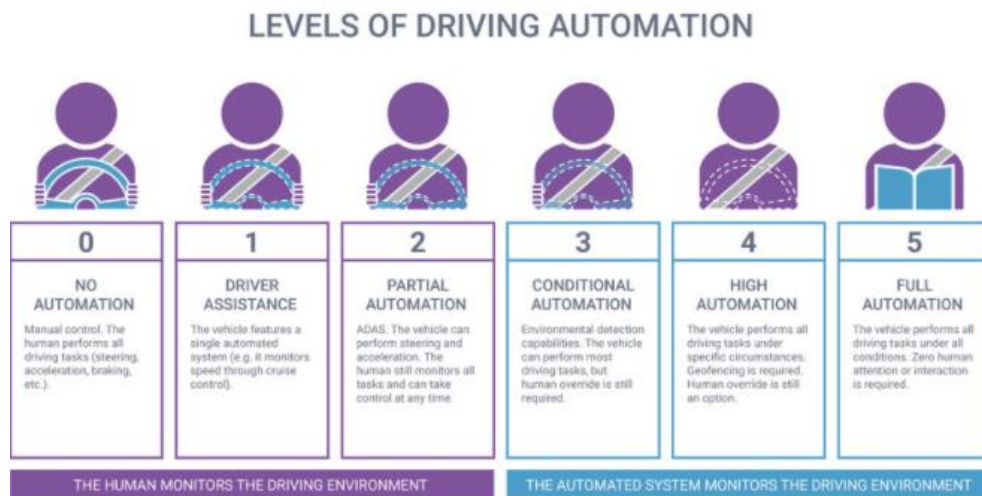 LEVELS OF DRIVING AUTOMATION
0
NO
AUTOMATION
Manual control. The
human performs all
driving tasks (steering,
acceleration, braking,
etc.).
1
DRIVER
ASSISTANCE
The vehicle features a
single automated
system (e.g. it monitors
speed through cruise
control).
2
PARTIAL
AUTOMATION
ADAS. The vehicle can
perform steering and
acceleration. The
human still monitors all
tasks and can take
control at any time.
3
CONDITIONAL
AUTOMATION
Environmental detection
capabilities. The vehicle
can perform most
driving tasks, but
human override is still
required.
4
HIGH
AUTOMATION
The vehicle performs all
driving tasks under
specific circumstances.
Geofencing is required.
Human override is still
an option.
5
FULL
AUTOMATION
The vehicle performs all
driving tasks under all
conditions. Zero human
attention or interaction
is required.
THE HUMAN MONITORS THE DRIVING ENVIRONMENT
THE AUTOMATED SYSTEM MONITORS THE DRIVING ENVIRONMENT